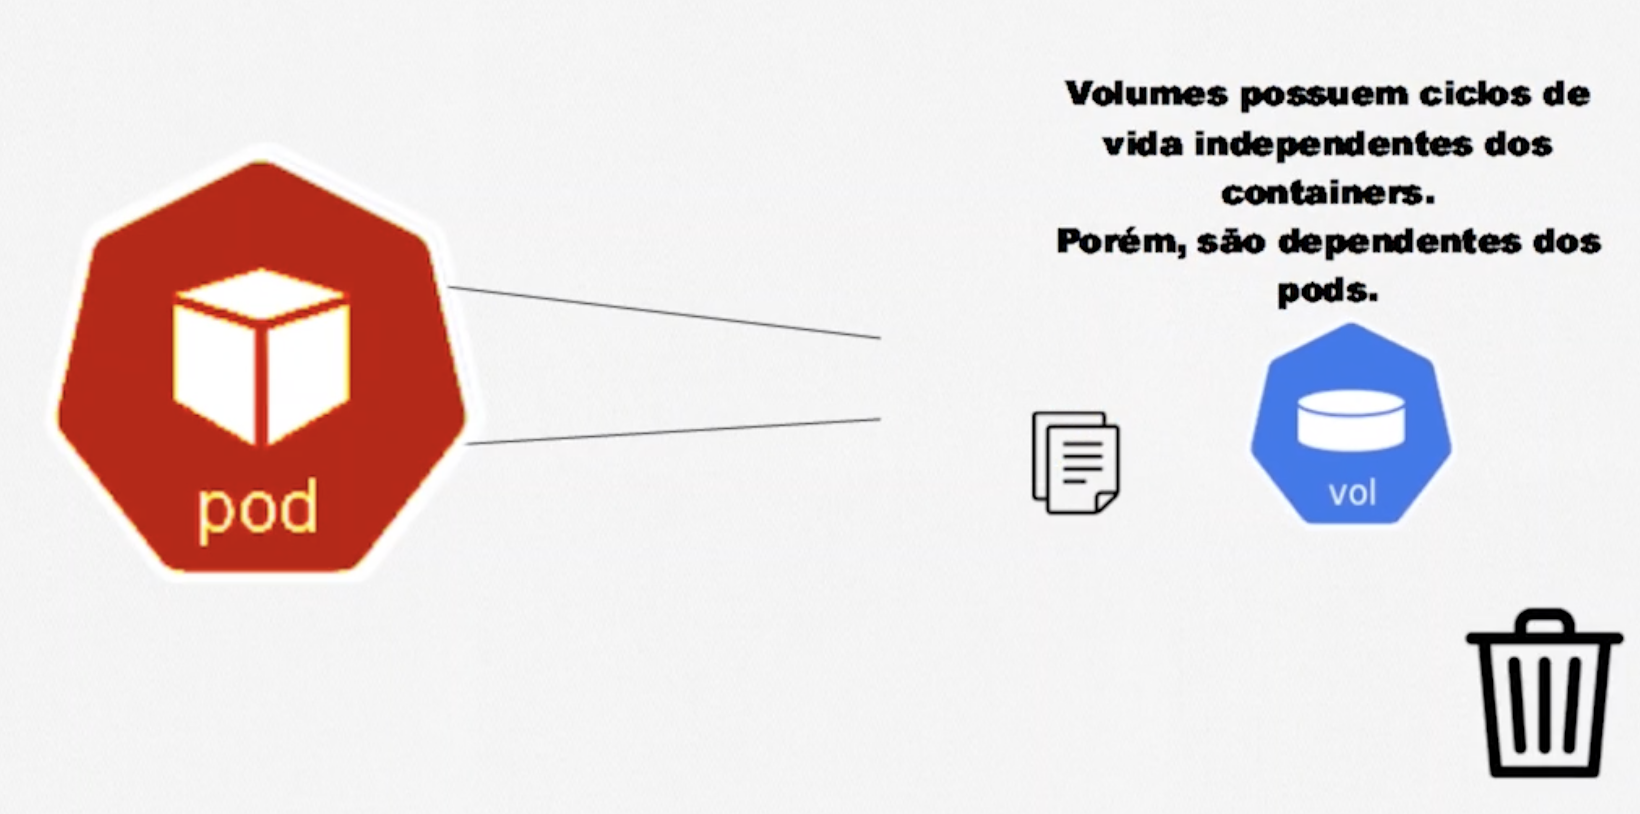 Volumes possuem ciclos de
vida independentes dos
containers.
Porém, são dependentes dos
pods.
pod
vol